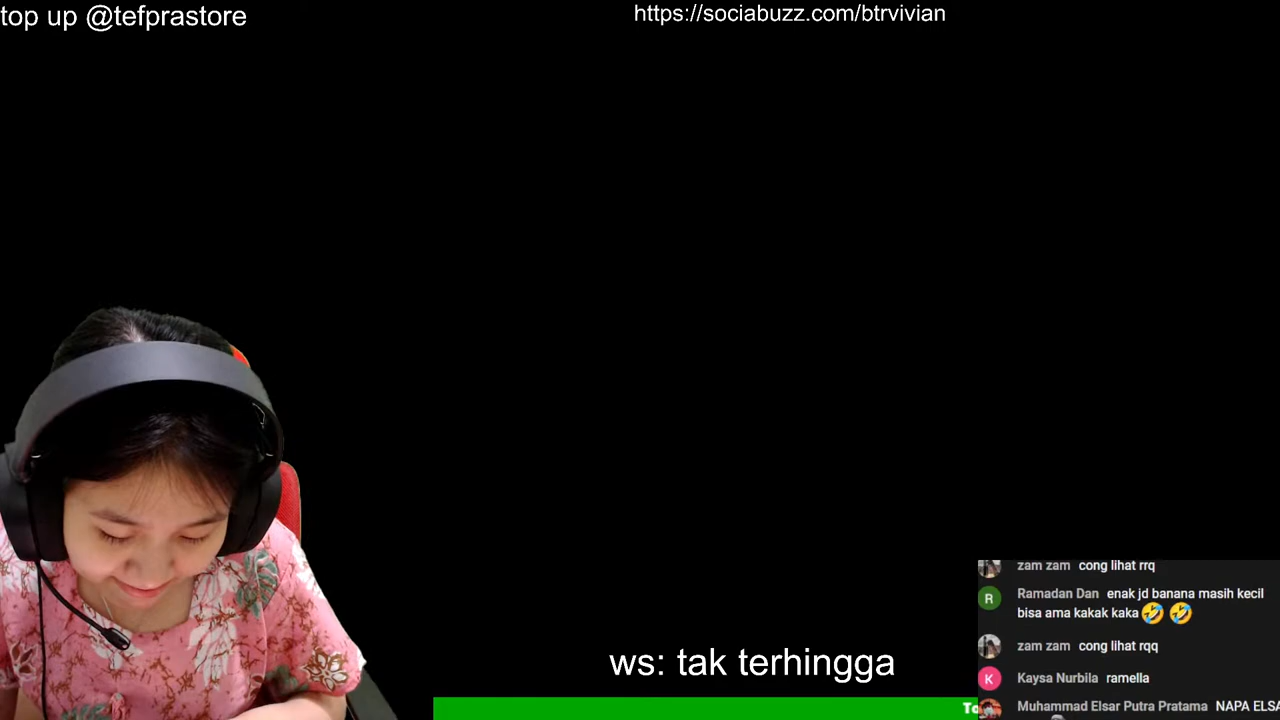 top up @tefprastore
https://sociabuzz.com/btrvivian
zam zam cong lihat rrq
Ramadan Dan enak jd banana masih kecil
bisa ama kakak kaka🤣 🤣
zam zam cong lihat rqq
K Kaysa Nurbila ramella
Muhammad Elsar Putra Pratama NAPA ELSA
ws: tak terhingga
To